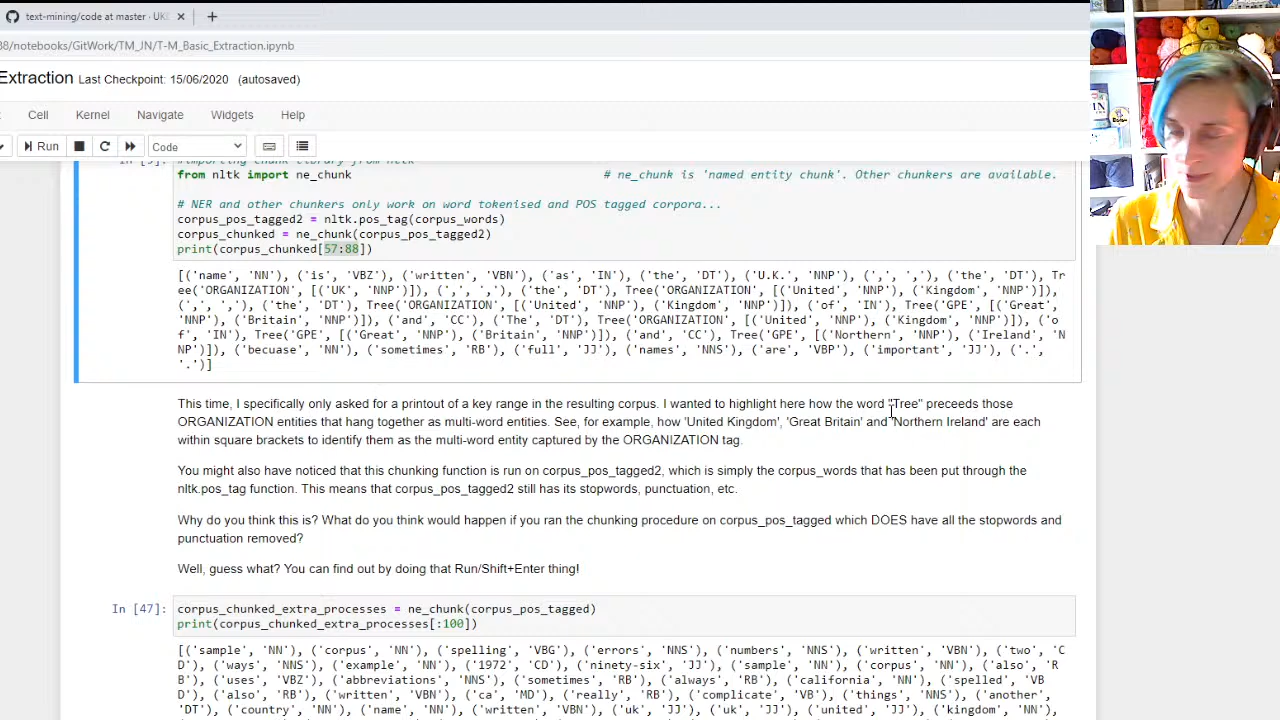 text-mining/code at master · UK
38/notebooks/GitWork/TM_JN/T-M_Basic_Extraction.ipynb
Extraction Last Checkpoint: 15/06/2020 (autosaved)
Cell Kernel Navigate Widgets Help
Run Code
#importing chunk library from nltk
from nltk import ne_chunk # ne_chunk is 'named entity chunk'. Other chunkers are available.
# NER and other chunkers only work on word tokenised and POS tagged corpora...
corpus_pos_tagged2 = nltk.pos_tag(corpus_words)
corpus_chunked = ne_chunk(corpus_pos_tagged2)
print(corpus_chunked[57:88])
[('name', 'NN'), ('is', 'VBZ'), ('written', 'VBN'), ('as', 'IN'), ('the', 'DT'), ('U.K.', 'NNP'), (',', ','), ('the', 'DT'), Tr
ee('ORGANIZATION', [('UK', 'NNP')]), (',', ','), ('the', 'DT'), Tree('ORGANIZATION', [('United', 'NNP'), ('Kingdom', 'NNP')]),
(',', ','), ('the', 'DT'), Tree('ORGANIZATION', [('United', 'NNP'), ('Kingdom', 'NNP')]), ('of', 'IN'), Tree('GPE', [('Great',
'NNP'), ('Britain', 'NNP')]), ('and', 'CC'), ('The', 'DT'), Tree('ORGANIZATION', [('United', 'NNP'), ('Kingdom', 'NNP')]), ('o
f', 'IN'), Tree('GPE', [('Great', 'NNP'), ('Britain', 'NNP')]), ('and', 'CC'), Tree('GPE', [('Northern', 'NNP'), ('Ireland', 'N
NP')]), ('becuase', 'NN'), ('sometimes', 'RB'), ('full', 'JJ'), ('names', 'NNS'), ('are', 'VBP'), ('important', 'JJ'), ('.',
'.')]
This time, I specifically only asked for a printout of a key range in the resulting corpus. I wanted to highlight here how the word "Tree" preceeds those
ORGANIZATION entities that hang together as multi-word entities. See, for example, how 'United Kingdom', 'Great Britain' and 'Northern Ireland' are each
within square brackets to identify them as the multi-word entity captured by the ORGANIZATION tag.
You might also have noticed that this chunking function is run on corpus_pos_tagged2, which is simply the corpus_words that has been put through the
nltk.pos_tag function. This means that corpus_pos_tagged2 still has its stopwords, punctuation, etc.
Why do you think this is? What do you think would happen if you ran the chunking procedure on corpus_pos_tagged which DOES have all the stopwords and
punctuation removed?
Well, guess what? You can find out by doing that Run/Shift+Enter thing!
In [47]: corpus_chunked_extra_processes = ne_chunk(corpus_pos_tagged)
print(corpus_chunked_extra_processes[:100])
[('sample', 'NN'), ('corpus', 'NN'), ('spelling', 'VBG'), ('errors', 'NNS'), ('numbers', 'NNS'), ('written', 'VBN'), ('two', 'C
D'), ('ways', 'NNS'), ('example', 'NN'), ('1972', 'CD'), ('ninety-six', 'JJ'), ('sample', 'NN'), ('corpus', 'NN'), ('also', 'R
B'), ('uses', 'VBZ'), ('abbreviations', 'NNS'), ('sometimes', 'RB'), ('always', 'RB'), ('california', 'NN'), ('spelled', 'VB
D'), ('also', 'RB'), ('written', 'VBN'), ('ca', 'MD'), ('really', 'RB'), ('complicate', 'VB'), ('things', 'NNS'), ('another',
'DT'), ('country', 'NN'), ('name', 'NN'), ('written', 'VBN'), ('uk', 'JJ'), ('uk', 'JJ'), ('united', 'JJ'), ('kingdom', 'NN'),